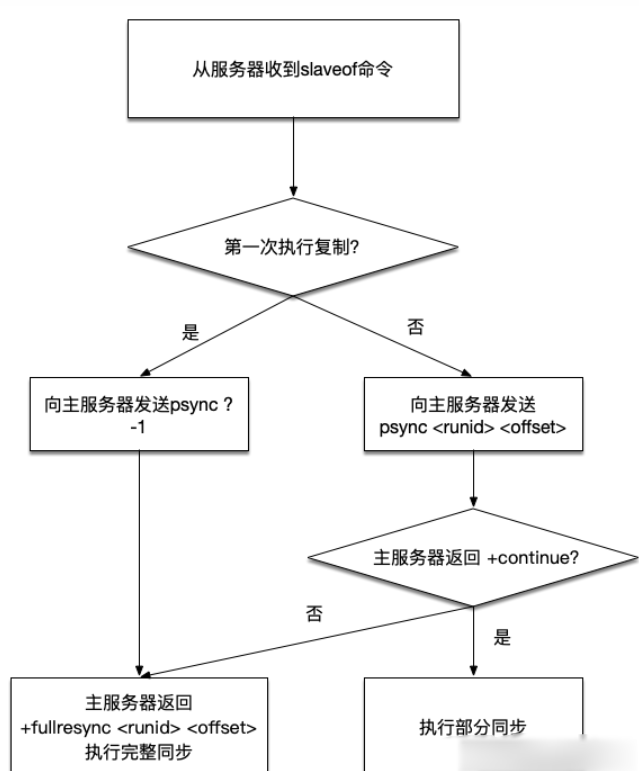 从服务器收到slaveof命令
第一次执行复制?
是
否
向主服务器发送psync ?
-1
向主服务器发送
psync <runid> <offset>
主服务器返回 +continue?
否
是
主服务器返回
+fullresync <runid> <offset>
执行完整同步
执行部分同步